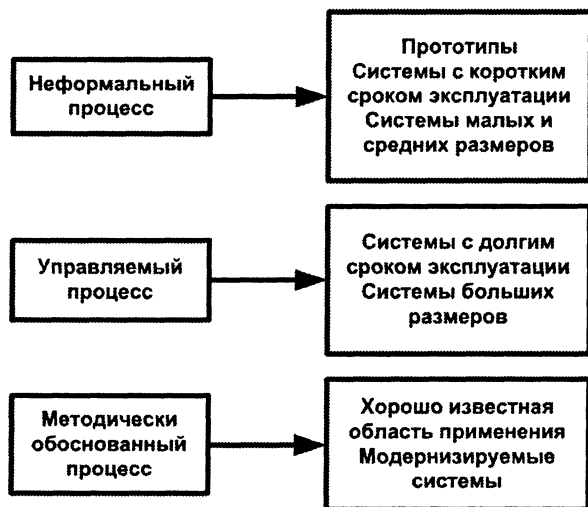 Неформальный
процесс
Прототипы
Системы с коротким
сроком эксплуатации
Системы малых и
средних размеров
Управляемый
процесс
Системы с долгим
сроком эксплуатации
Системы больших
размеров
Методически
обоснованный
процесс
Хорошо известная
область применения
Модернизируемые
системы